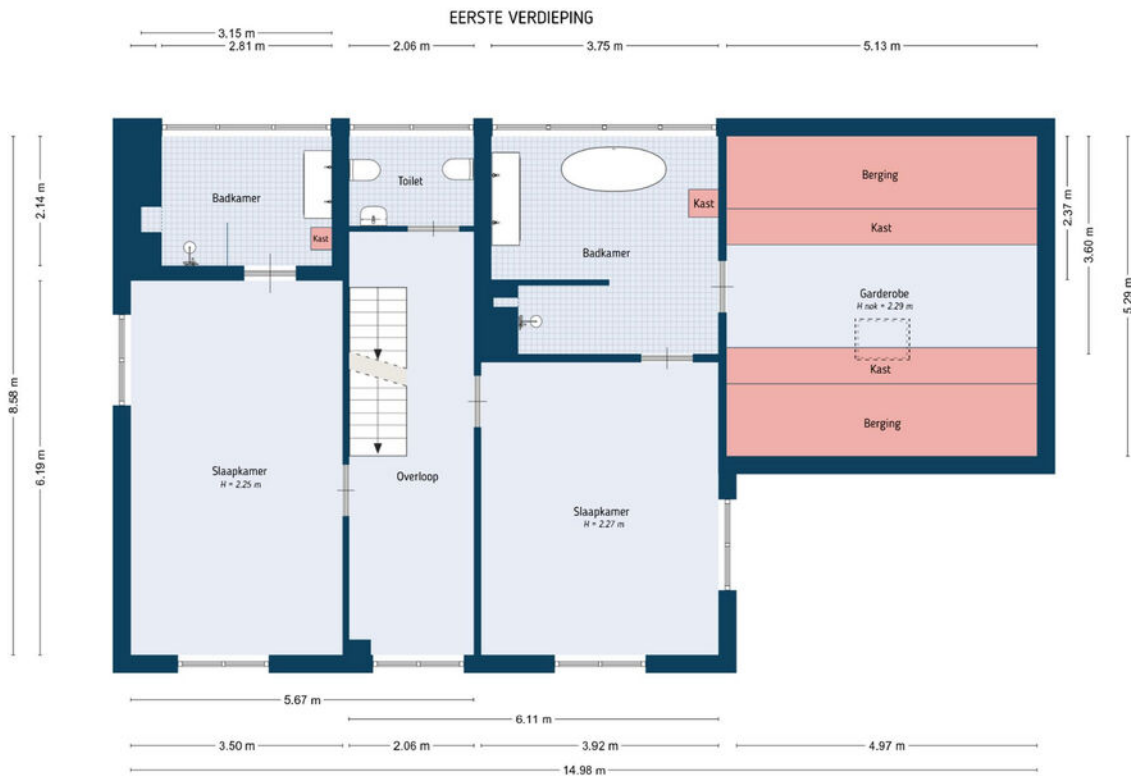 EERSTE VERDIEPING
3.15 m
2.81 m
2.06 m
3.75 m
5.13 m
2.14 m
8.58 m
6.19 m
Badkamer
Kast
Toilet
Badkamer
Kast
Berging
Kast
Garderobe
H nok = 2.29 m
Kast
Berging
2.37 m
3.60 m
5.29 m
Slaapkamer
H = 2.25 m
Overloop
Slaapkamer
H = 2.27 m
5.67 m
6.11 m
3.50 m
2.06 m
3.92 m
4.97 m
14.98 m